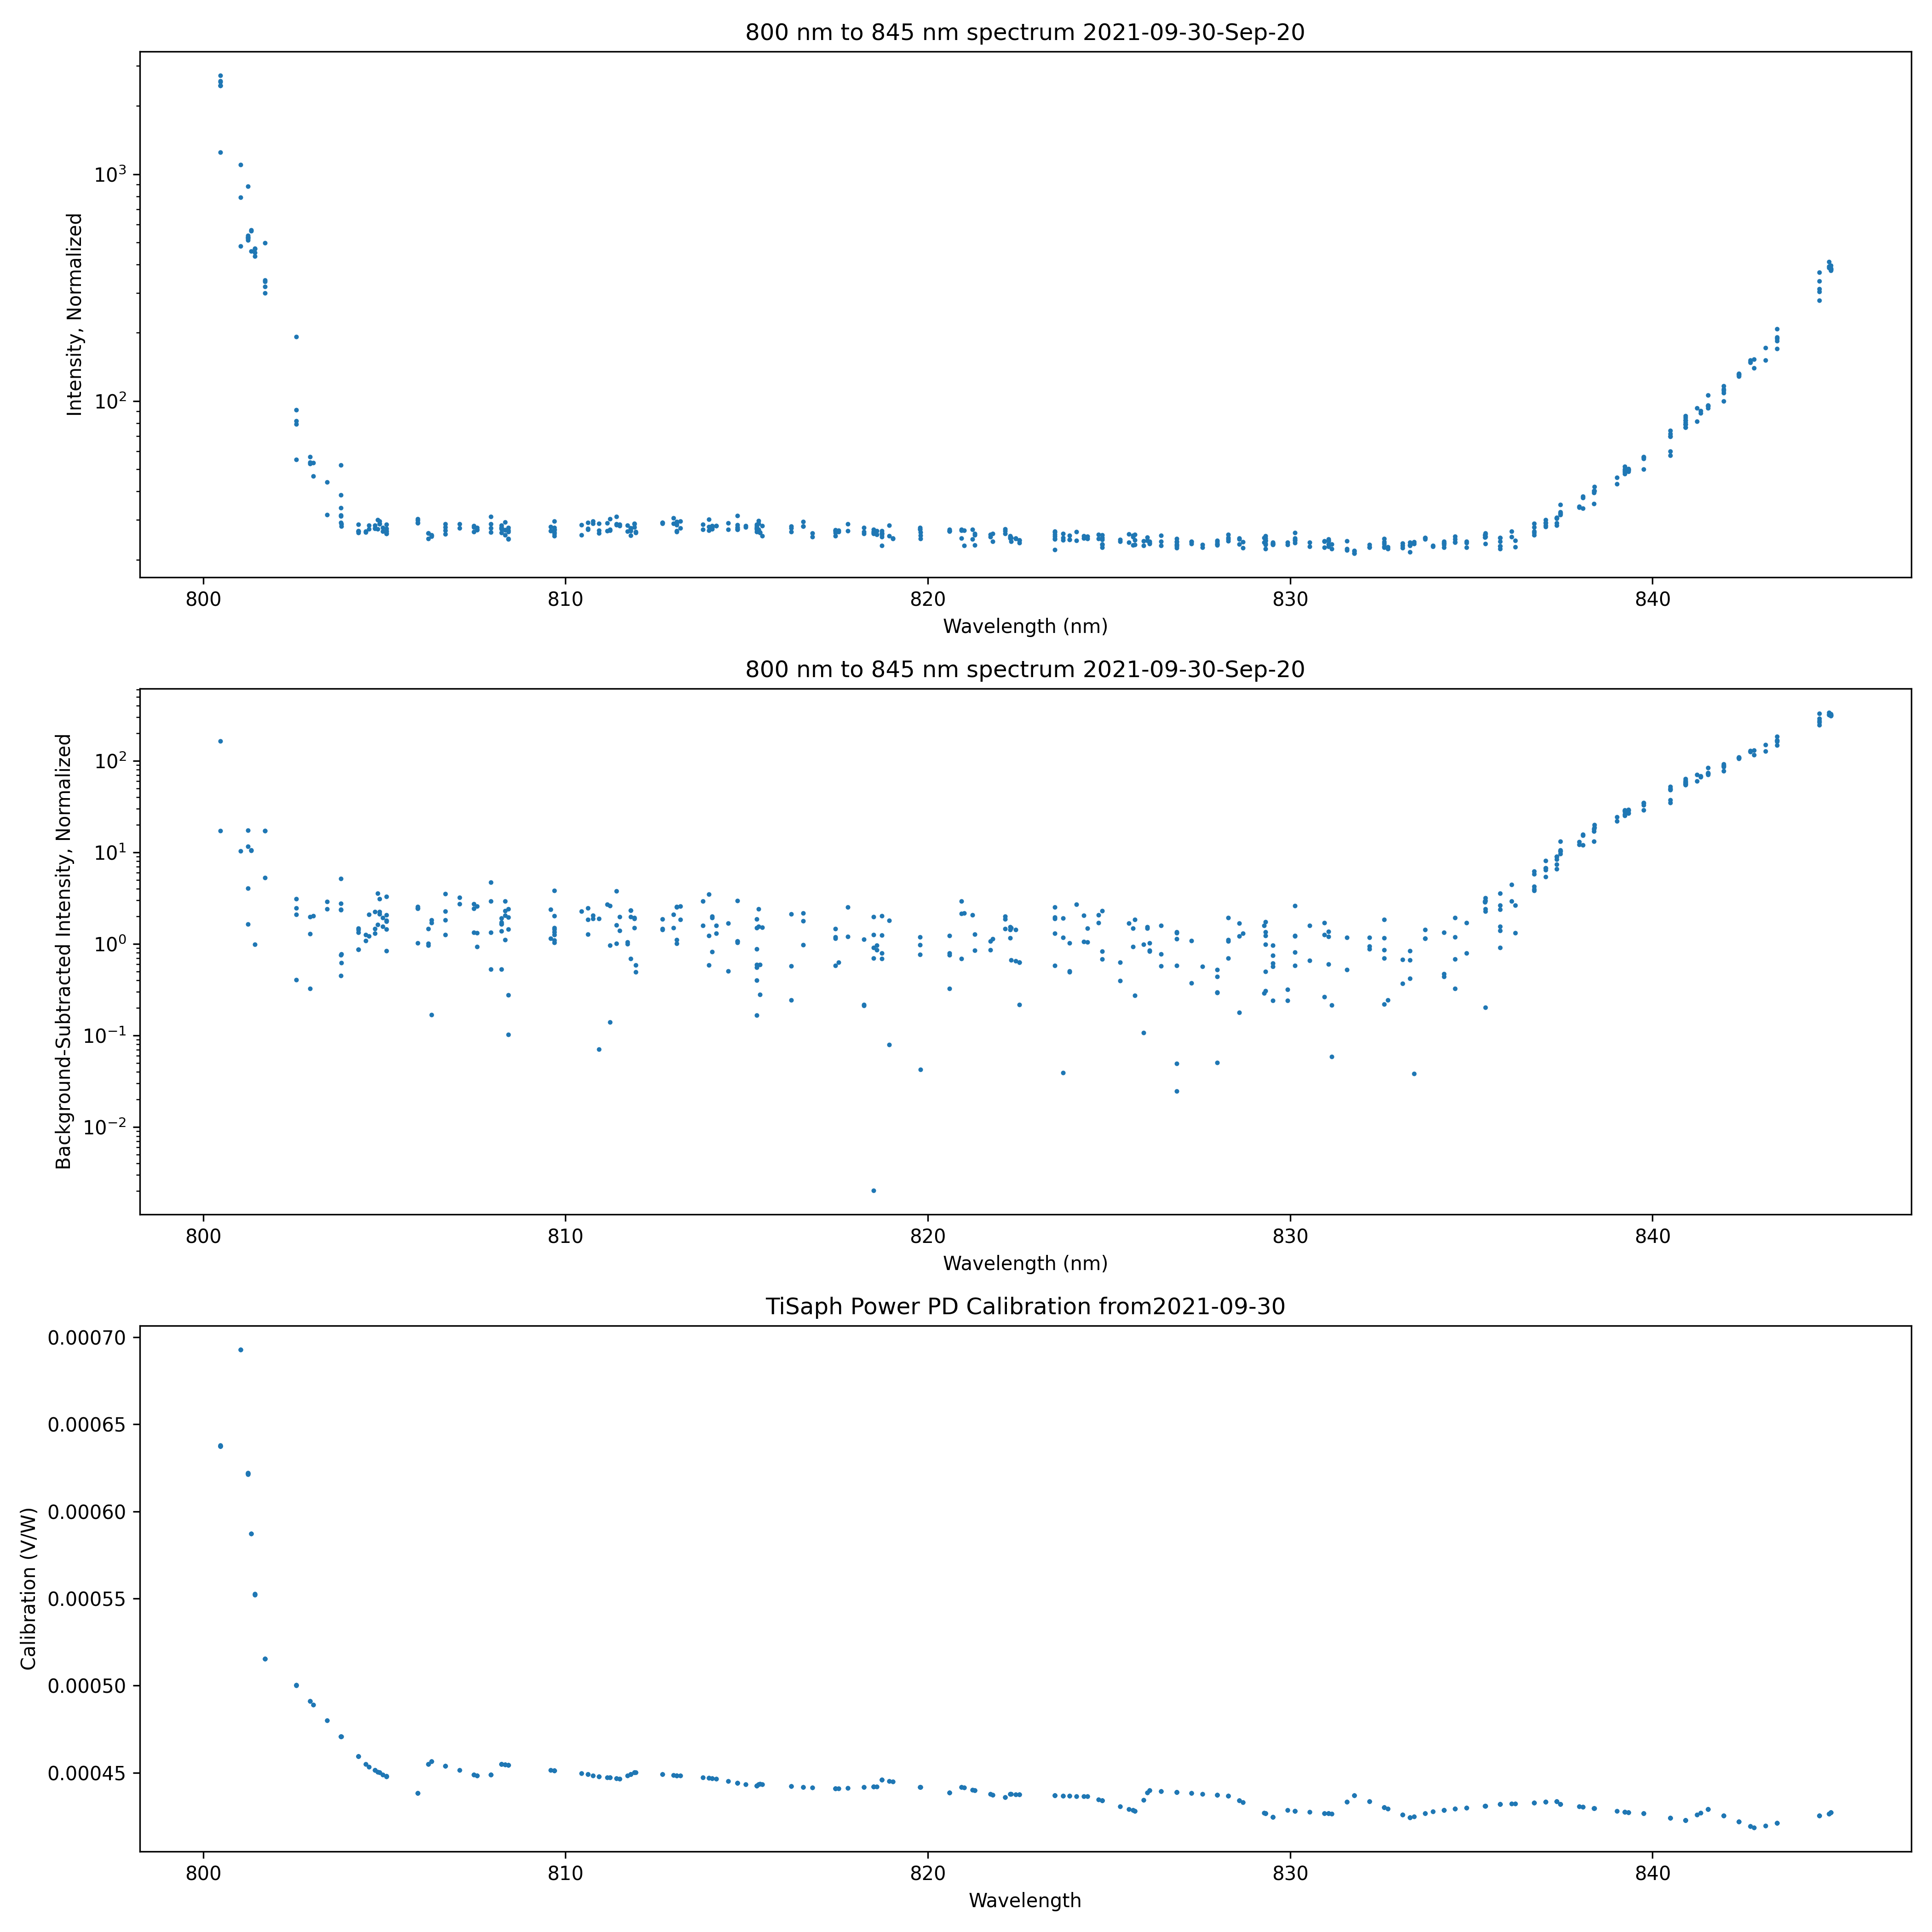 800 nm to 845 nm spectrum 2021-09-30-Sep-20
Intensity, Normalized
10³
10²
800 810 820 830 840
Wavelength (nm)
800 nm to 845 nm spectrum 2021-09-30-Sep-20
Background-Subtracted Intensity, Normalized
10²
10¹
10⁰
10⁻¹
10⁻²
800 810 820 830 840
Wavelength (nm)
TiSaph Power PD Calibration from2021-09-30
Calibration (V/W)
0.00070
0.00065
0.00060
0.00055
0.00050
0.00045
800 810 820 830 840
Wavelength